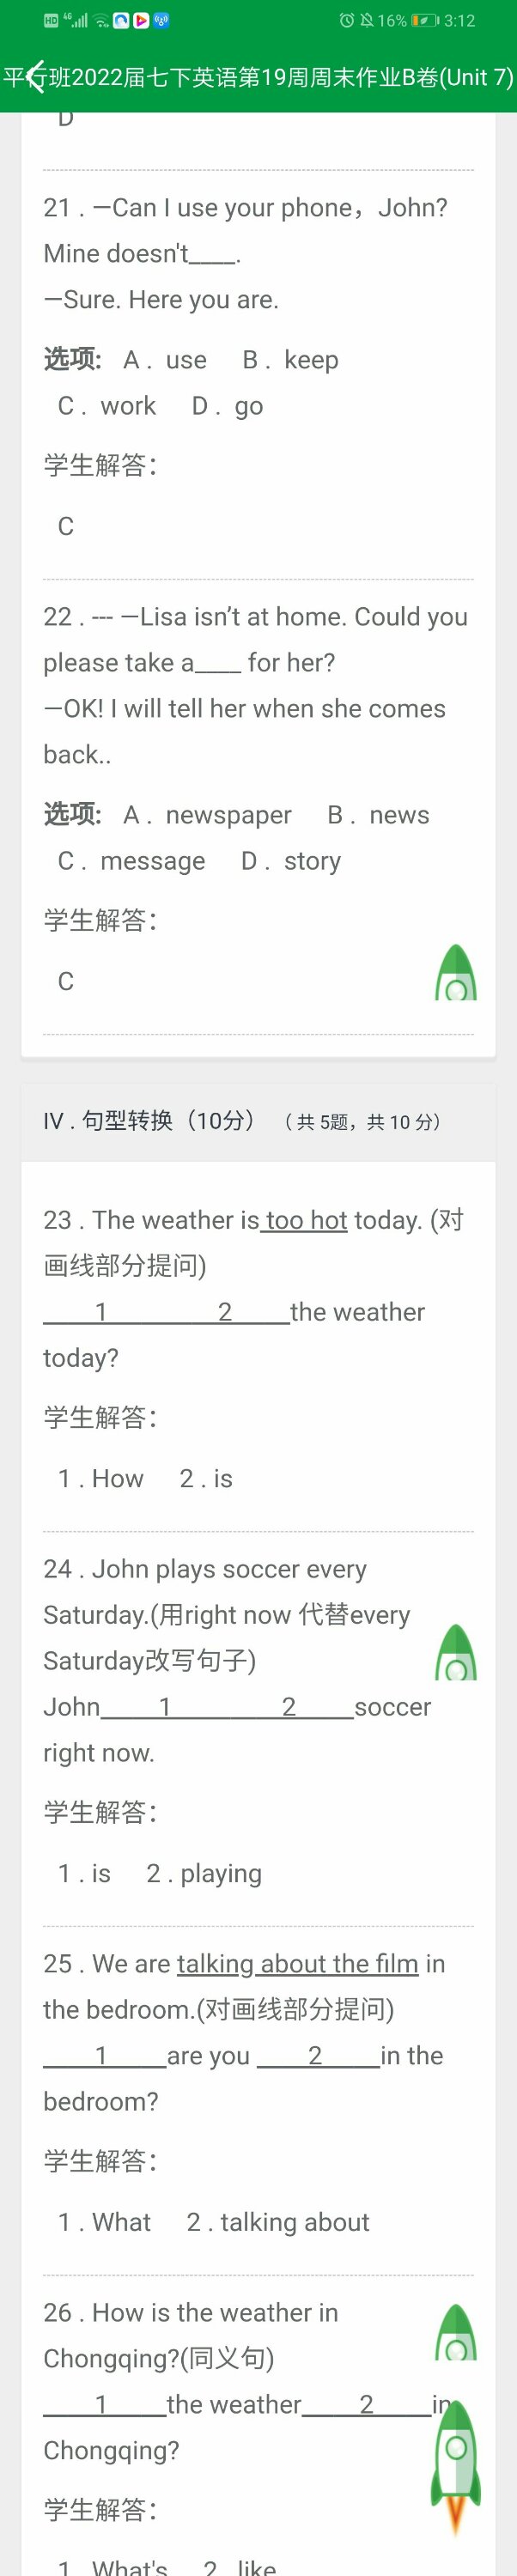 HD 4G 16% 3:12
平行班2022届七下英语第19周周末作业B卷(Unit 7)
D
21 . —Can I use your phone，John?
Mine doesn't____.
—Sure. Here you are.
选项: A . use B . keep
C . work D . go
学生解答：
C
22 . --- —Lisa isn’t at home. Could you
please take a____ for her?
—OK! I will tell her when she comes
back..
选项: A . newspaper B . news
C . message D . story
学生解答：
C
IV . 句型转换（10分） （ 共 5题，共 10 分）
23 . The weather is too hot today. (对
画线部分提问)
____1____ ____2____the weather
today?
学生解答：
1 . How 2 . is
24 . John plays soccer every
Saturday.(用right now 代替every
Saturday改写句子)
John____1____ ____2____soccer
right now.
学生解答：
1 . is 2 . playing
25 . We are talking about the film in
the bedroom.(对画线部分提问)
____1____are you ____2____in the
bedroom?
学生解答：
1 . What 2 . talking about
26 . How is the weather in
Chongqing?(同义句)
____1____the weather____2____in
Chongqing?
学生解答：
1 . What's 2 . like